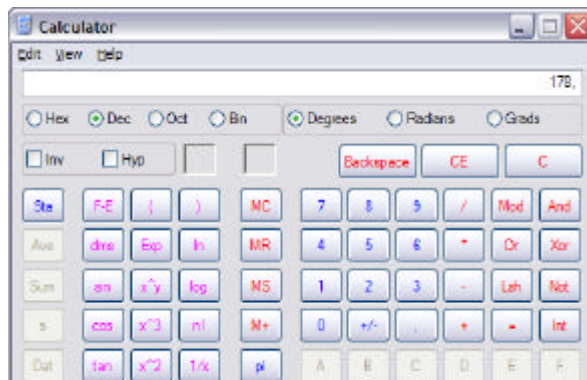 Calculator
Edit View Help
178,
Hex Dec Oct Bin Degrees Radians Grads
Inv Hyp Backspace CE C
Sta F-E ( ) MC 7 8 9 / Mod And
Ave dms Exp ln MR 4 5 6 * Or Xor
Sum sin x^y log MS 1 2 3 - Lsh Not
s cos x^3 n! M+ 0 +/- , + = Int
Dat tan x^2 1/x pi A B C D E F